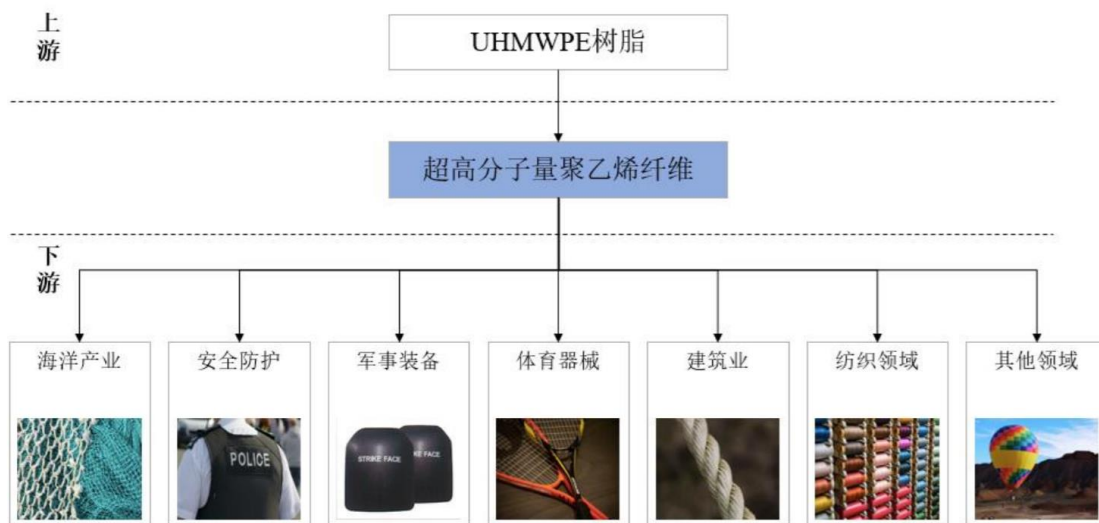 上游
UHMWPE树脂
超高分子量聚乙烯纤维
下游
海洋产业
安全防护
军事装备
体育器械
建筑业
纺织领域
其他领域
POLICE
STRIKE FACE
KE FACE